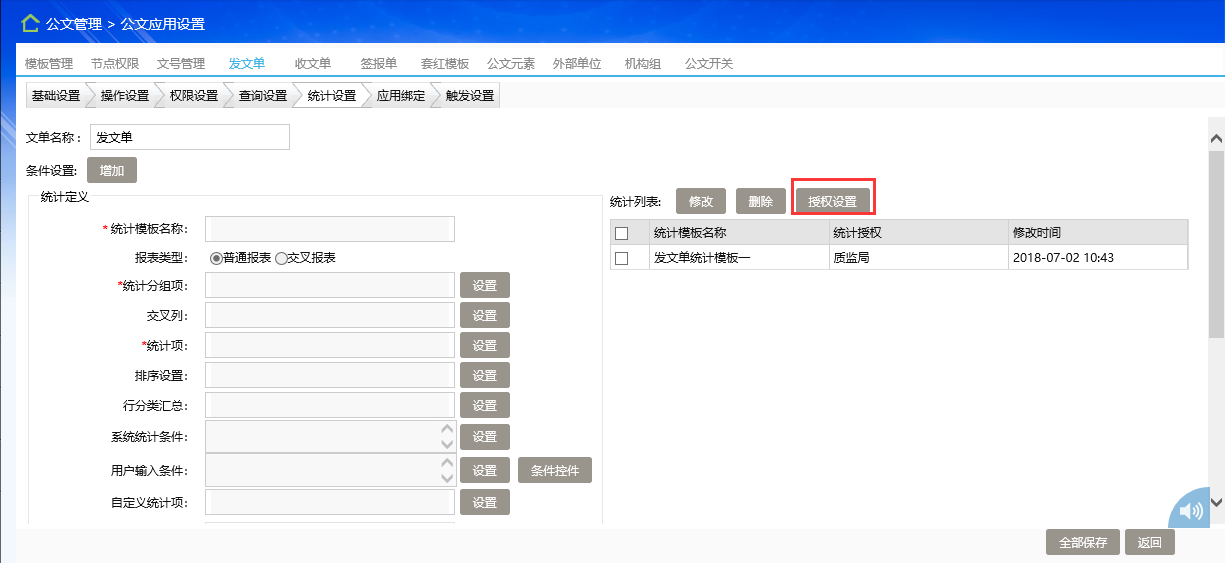 公文管理 > 公文应用设置
模板管理 节点权限 文号管理 发文单 收文单 签报单 套红模板 公文元素 外部单位 机构组 公文开关
基础设置 操作设置 权限设置 查询设置 统计设置 应用绑定 触发设置
文单名称： 发文单
条件设置: 增加
统计定义
*统计模板名称:
报表类型: 普通报表 交叉报表
*统计分组项: 设置
交叉列: 设置
*统计项: 设置
排序设置: 设置
行分类汇总: 设置
系统统计条件: 设置
用户输入条件: 设置 条件控件
自定义统计项: 设置
统计列表: 修改 删除 授权设置
统计模板名称 统计授权 修改时间
发文单统计模板一 质监局 2018-07-02 10:43
全部保存 返回